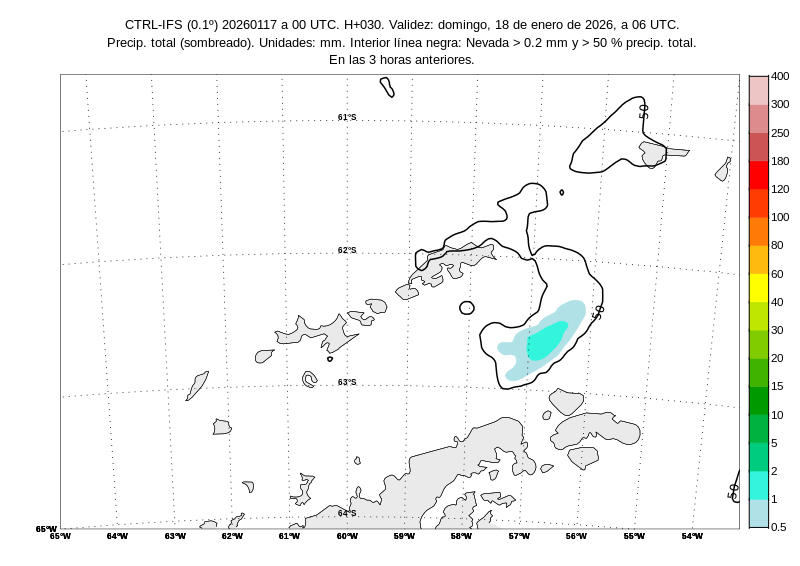 CTRL-IFS (0.1º) 20260117 a 00 UTC. H+030. Validez: domingo, 18 de enero de 2026, a 06 UTC.
Precip. total (sombreado). Unidades: mm. Interior línea negra: Nevada > 0.2 mm y > 50 % precip. total.
En las 3 horas anteriores.
400
300
250
180
120
100
80
60
40
30
20
15
10
5
2
1
0.5
61°S
62°S
63°S
64°S
65°W
50
50
50
65°W
64°W
63°W
62°W
61°W
60°W
59°W
58°W
57°W
56°W
55°W
54°W